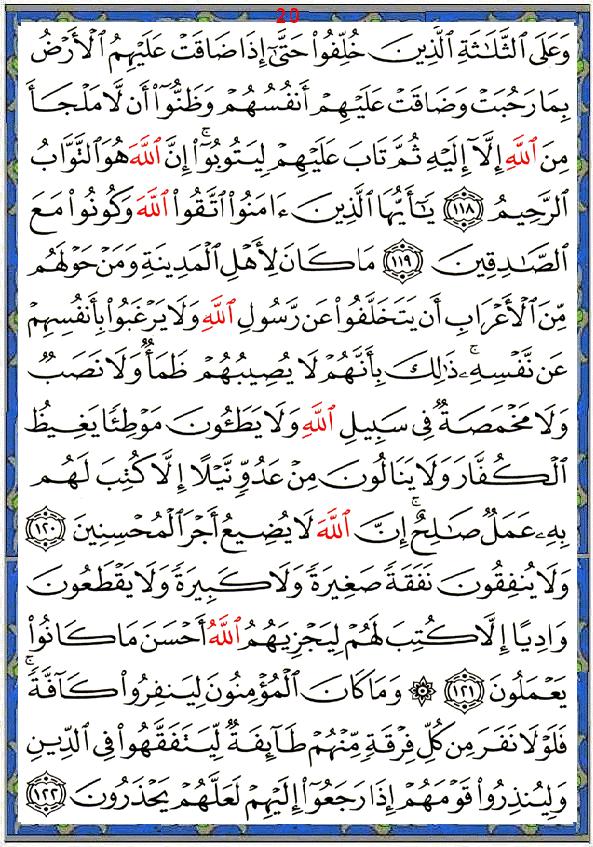 20
وَعَلَى ٱلثَّلَٰثَةِ ٱلَّذِينَ خُلِّفُوا۟ حَتَّىٰٓ إِذَا ضَاقَتْ عَلَيْهِمُ ٱلْأَرْضُ
بِمَا رَحُبَتْ وَضَاقَتْ عَلَيْهِمْ أَنفُسُهُمْ وَظَنُّوٓا۟ أَن لَّا مَلْجَأَ
مِنَ ٱللَّهِ إِلَّآ إِلَيْهِ ثُمَّ تَابَ عَلَيْهِمْ لِيَتُوبُوٓا۟ ۚ إِنَّ ٱللَّهَ هُوَ ٱلتَّوَّابُ
ٱلرَّحِيمُ ١١٨ يَٰٓأَيُّهَا ٱلَّذِينَ ءَامَنُوا۟ ٱتَّقُوا۟ ٱللَّهَ وَكُونُوا۟ مَعَ
ٱلصَّٰدِقِينَ ١١٩ مَا كَانَ لِأَهْلِ ٱلْمَدِينَةِ وَمَنْ حَوْلَهُم
مِّنَ ٱلْأَعْرَابِ أَن يَتَخَلَّفُوا۟ عَن رَّسُولِ ٱللَّهِ وَلَا يَرْغَبُوا۟ بِأَنفُسِهِمْ
عَن نَّفْسِهِۦ ۚ ذَٰلِكَ بِأَنَّهُمْ لَا يُصِيبُهُمْ ظَمَأٌ وَلَا نَصَبٌ
وَلَا مَخْمَصَةٌ فِى سَبِيلِ ٱللَّهِ وَلَا يَطَـُٔونَ مَوْطِئًا يَغِيظُ
ٱلْكُفَّارَ وَلَا يَنَالُونَ مِنْ عَدُوٍّ نَّيْلًا إِلَّا كُتِبَ لَهُم
بِهِۦ عَمَلٌ صَٰلِحٌ ۚ إِنَّ ٱللَّهَ لَا يُضِيعُ أَجْرَ ٱلْمُحْسِنِينَ ١٢٠
وَلَا يُنفِقُونَ نَفَقَةً صَغِيرَةً وَلَا كَبِيرَةً وَلَا يَقْطَعُونَ
وَادِيًا إِلَّا كُتِبَ لَهُمْ لِيَجْزِيَهُمُ ٱللَّهُ أَحْسَنَ مَا كَانُوا۟
يَعْمَلُونَ ١٢١ ۞ وَمَا كَانَ ٱلْمُؤْمِنُونَ لِيَنفِرُوا۟ كَآفَّةً ۚ
فَلَوْلَا نَفَرَ مِن كُلِّ فِرْقَةٍ مِّنْهُمْ طَآئِفَةٌ لِّيَتَفَقَّهُوا۟ فِى ٱلدِّينِ
وَلِيُنذِرُوا۟ قَوْمَهُمْ إِذَا رَجَعُوٓا۟ إِلَيْهِمْ لَعَلَّهُمْ يَحْذَرُونَ ١٢٢